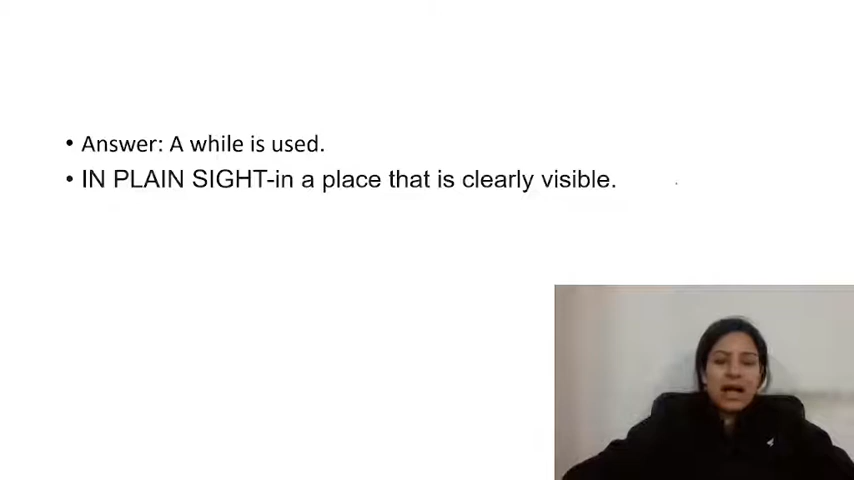 • Answer: A while is used.
• IN PLAIN SIGHT-in a place that is clearly visible.